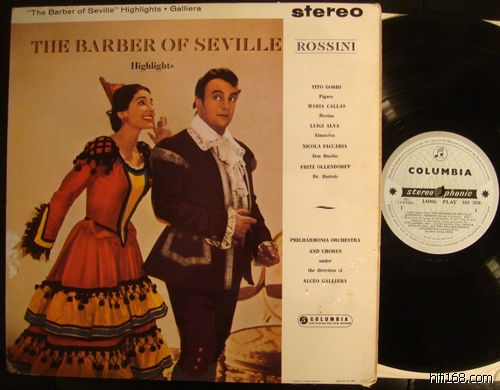 "The Barber of Seville" Highlights • Galliera
stereo
THE BARBER OF SEVILLE
Highlights
ROSSINI
TITO GOBBI
Figaro
MARIA CALLAS
Rosina
LUIGI ALVA
Almaviva
NICOLA ZACCARIA
Don Basilio
FRITZ OLLENDORFF
Dr. Bartolo
PHILHARMONIA ORCHESTRA
AND CHORUS
under
the direction of
ALCEO GALLIERA
COLUMBIA
COLUMBIA
stereophonic
LONG PLAY
hifi168.com